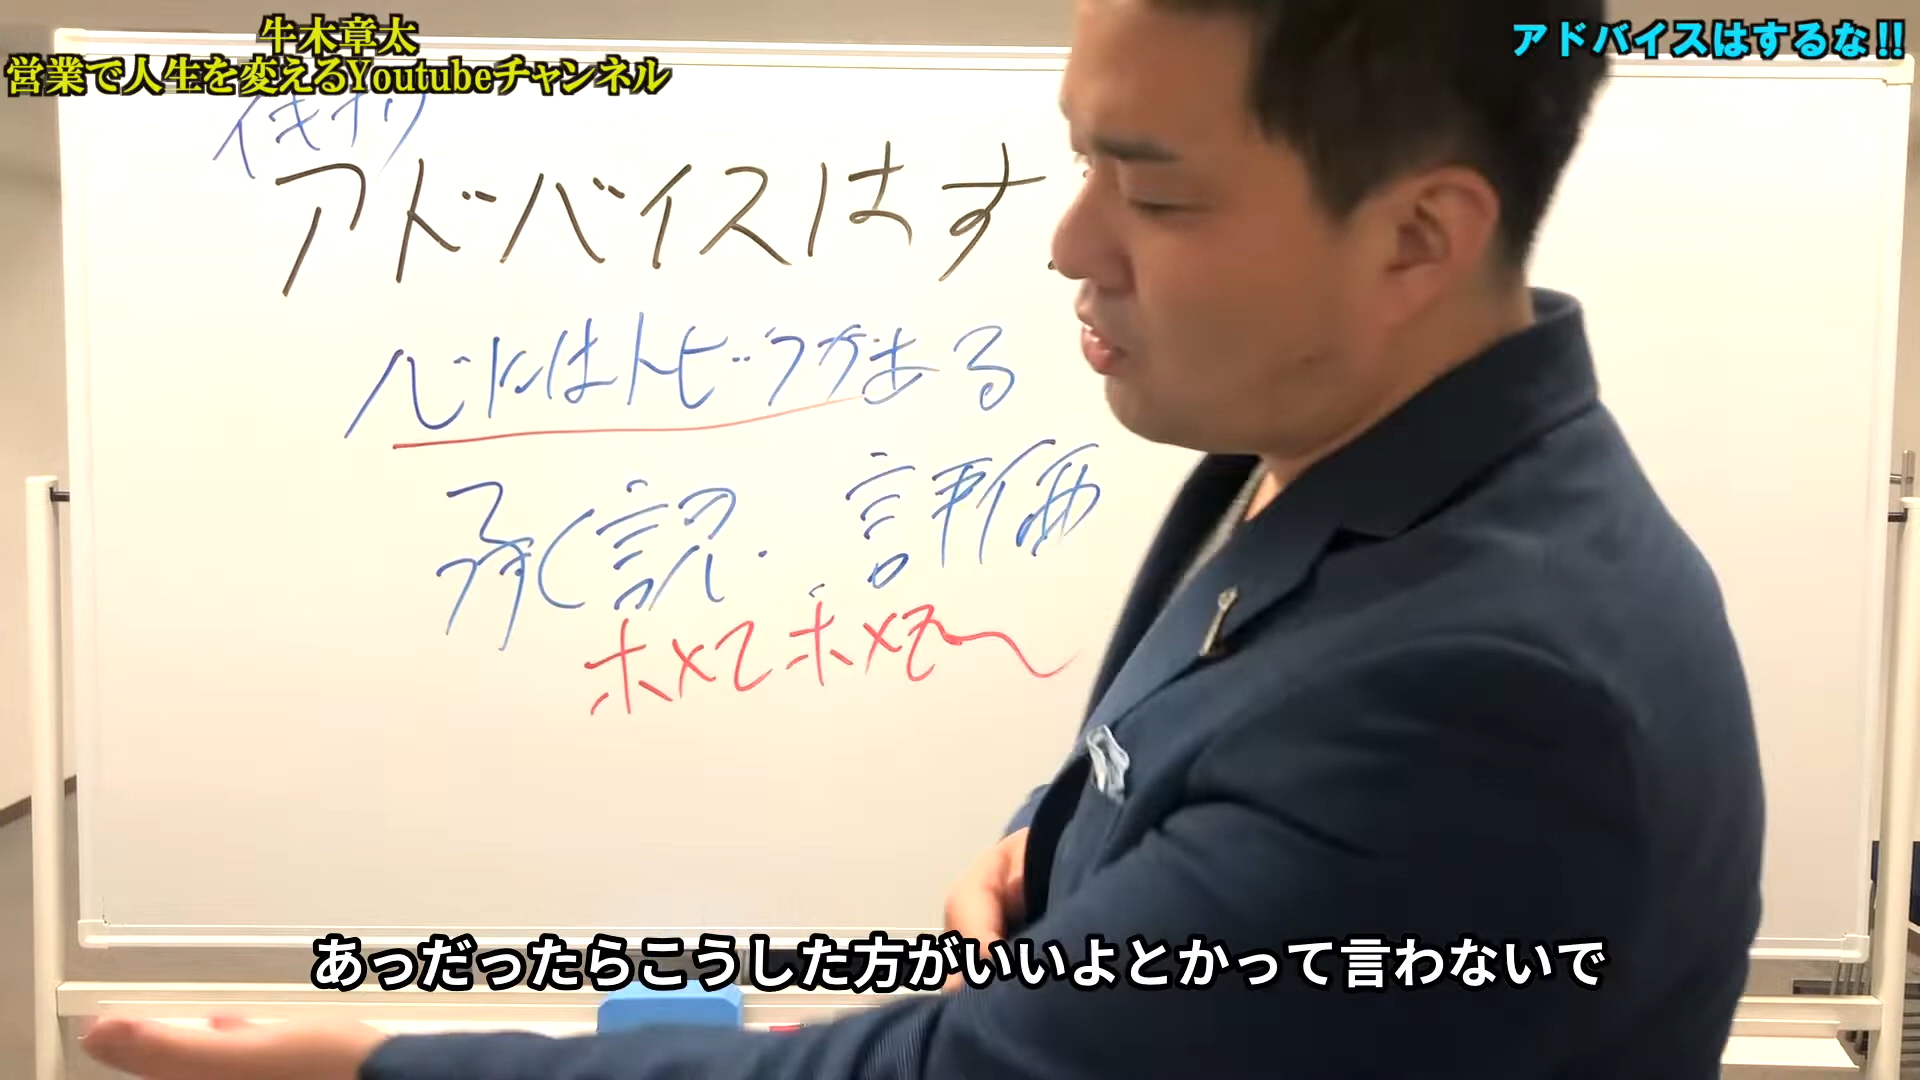 牛木章太
営業で人生を変えるYoutubeチャンネル
アドバイスはするな!!
イキナリ
アドバイスはす
心にはトビラがある
承認・評価
ホメてホメて〜
あっだったらこうした方がいいよとかって言わないで